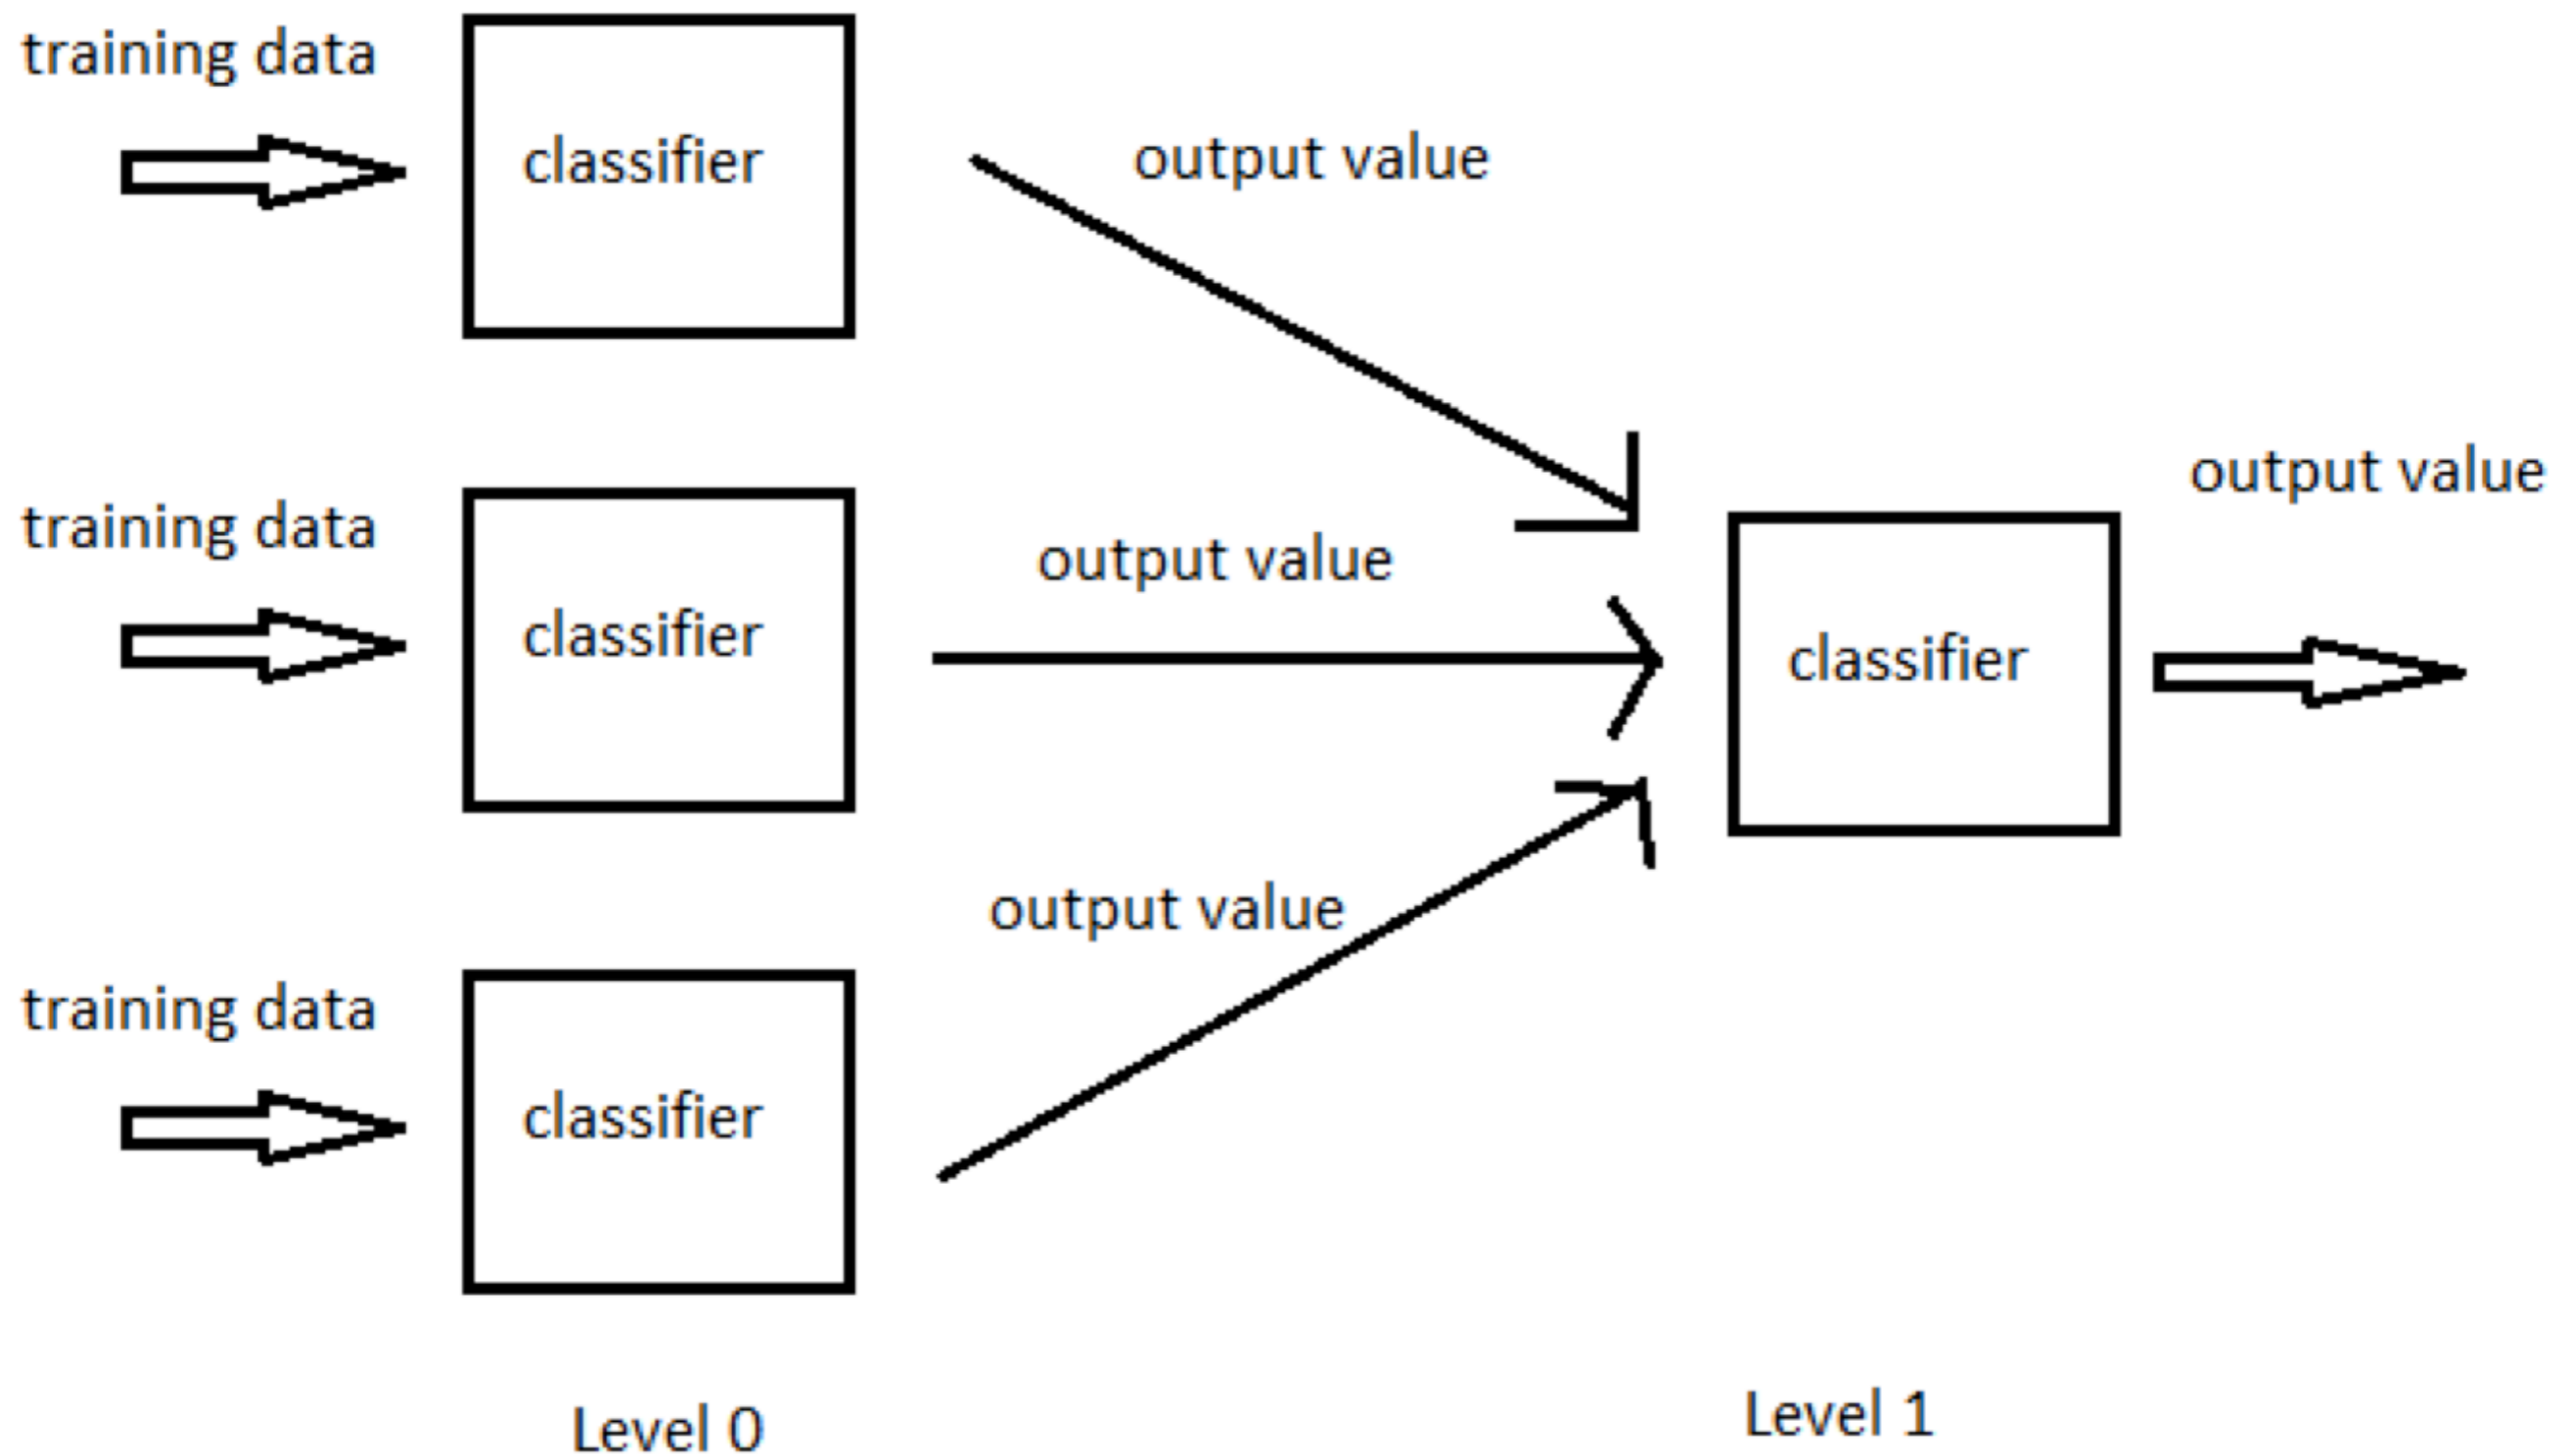 training data
classifier
output value
training data
classifier
output value
output value
classifier
output value
training data
classifier
Level 0
Level 1